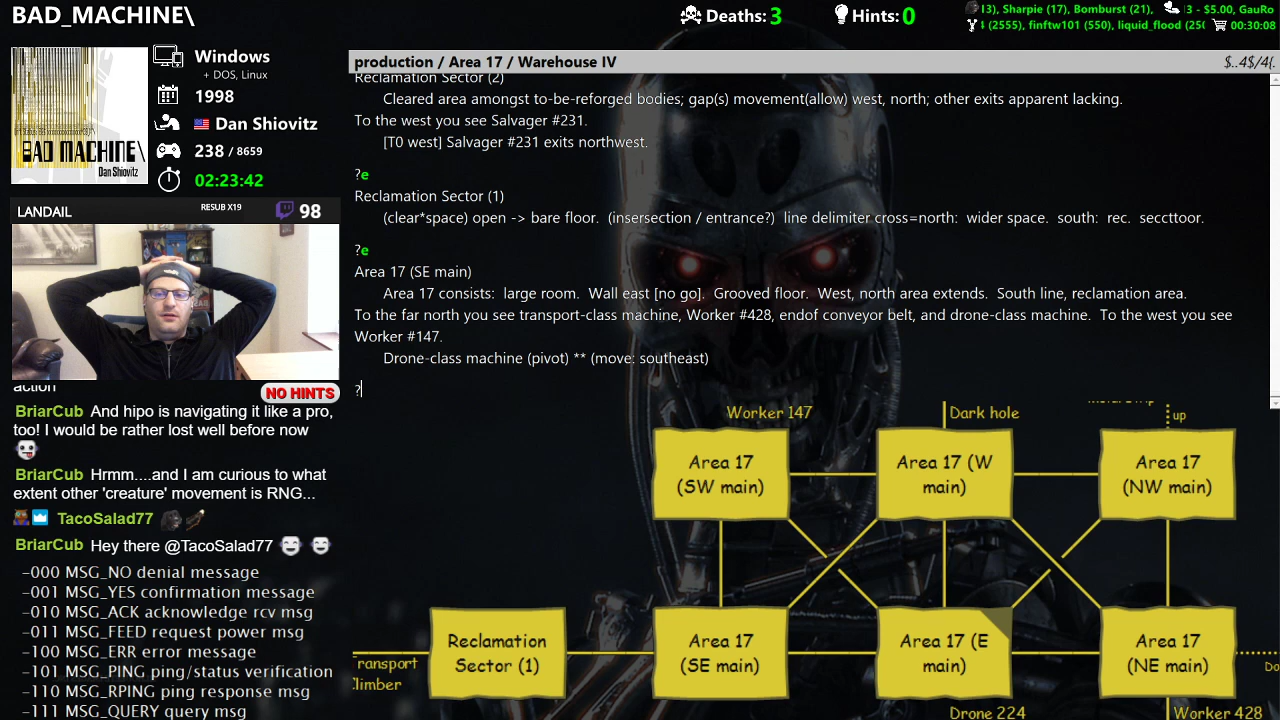 BAD_MACHINE\
Deaths: 3
Hints: 0
13), Sharpie (17), Bomburst (21),
3 - $5.00, GauRo
(2555), finftw101 (550), liquid_flood (250
00:30:08
Windows
+ DOS, Linux
1998
Dan Shiovitz
238 / 8659
02:23:42
BAD MACHINE\
Dan Shiovitz
LANDAIL
RESUB X19
98
NO HINTS
action
BriarCub And hipo is navigating it like a pro,
too! I would be rather lost well before now
BriarCub Hrmm....and I am curious to what
extent other 'creature' movement is RNG...
TacoSalad77
BriarCub Hey there @TacoSalad77
-000 MSG_NO denial message
-001 MSG_YES confirmation message
-010 MSG_ACK acknowledge rcv msg
-011 MSG_FEED request power msg
-100 MSG_ERR error message
-101 MSG_PING ping/status verification
-110 MSG_RPING ping response msg
-111 MSG_QUERY query msg
production / Area 17 / Warehouse IV
$..4$/4{.
Reclamation Sector (2)
Cleared area amongst to-be-reforged bodies; gap(s) movement(allow) west, north; other exits apparent lacking.
To the west you see Salvager #231.
[T0 west] Salvager #231 exits northwest.
?e
Reclamation Sector (1)
(clear*space) open -> bare floor. (insersection / entrance?) line delimiter cross=north: wider space. south: rec. seccttoor.
?e
Area 17 (SE main)
Area 17 consists: large room. Wall east [no go]. Grooved floor. West, north area extends. South line, reclamation area.
To the far north you see transport-class machine, Worker #428, endof conveyor belt, and drone-class machine. To the west you see
Worker #147.
Drone-class machine (pivot) ** (move: southeast)
?
Worker 147
Dark hole
up
Area 17
(SW main)
Area 17 (W
main)
Area 17
(NW main)
Reclamation
Sector (1)
Area 17
(SE main)
Area 17 (E
main)
Area 17
(NE main)
Transport
Climber
Drone 224
Worker 428